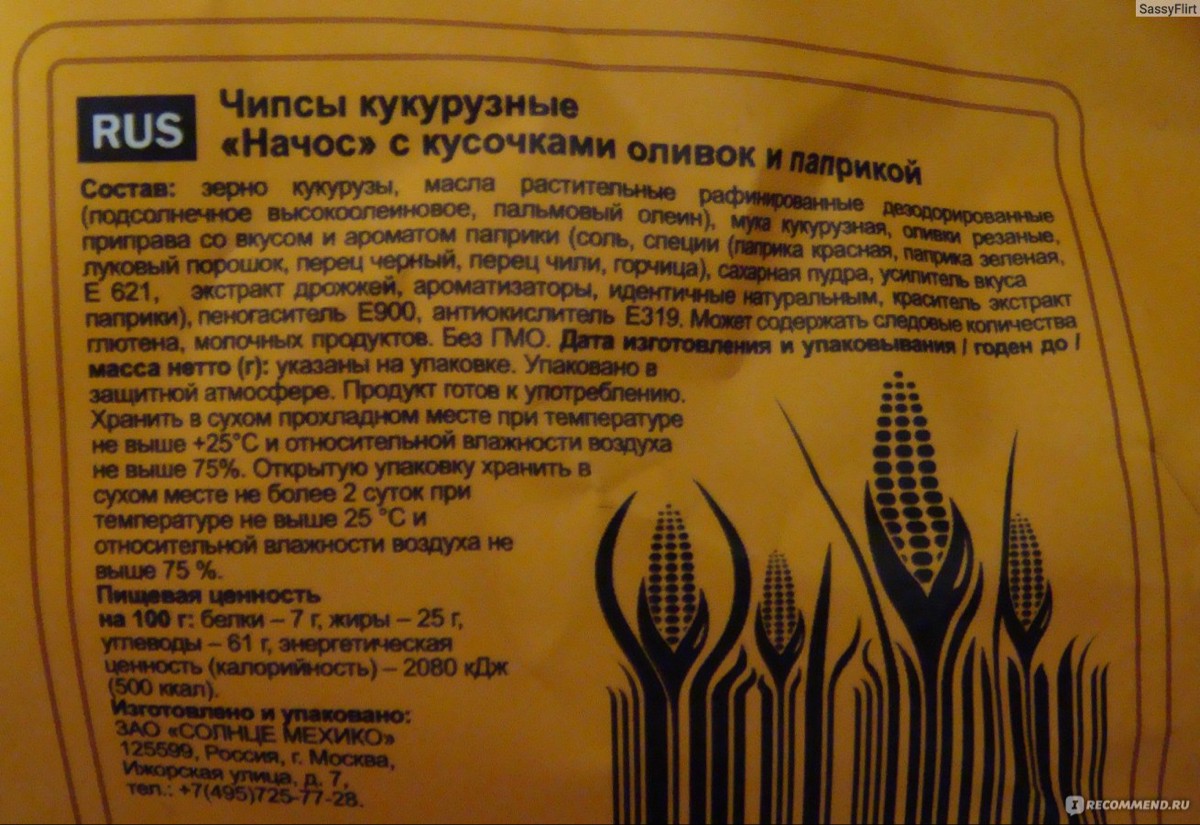 SassyFlirt
RUS
Чипсы кукурузные
«Начос» с кусочками оливок и паприкой
Состав: зерно кукурузы, масла растительные рафинированные дезодорированные
(подсолнечное высокоолеиновое, пальмовый олеин), мука кукурузная, оливки резаные,
приправа со вкусом и ароматом паприки (соль, специи (паприка красная, паприка зеленая,
луковый порошок, перец черный, перец чили, горчица), сахарная пудра, усилитель вкуса
Е 621, экстракт дрожжей, ароматизаторы, идентичные натуральным, краситель экстракт
паприки), пеногаситель Е900, антиокислитель Е319. Может содержать следовые количества
глютена, молочных продуктов. Без ГМО. Дата изготовления и упаковывания / годен до /
масса нетто (г): указаны на упаковке. Упаковано в
защитной атмосфере. Продукт готов к употреблению.
Хранить в сухом прохладном месте при температуре
не выше +25°С и относительной влажности воздуха
не выше 75%. Открытую упаковку хранить в
сухом месте не более 2 суток при
температуре не выше 25 °С и
относительной влажности воздуха не
выше 75 %.
Пищевая ценность
на 100 г: белки – 7 г, жиры – 25 г,
углеводы – 61 г, энергетическая
ценность (калорийность) – 2080 кДж
(500 ккал).
Изготовлено и упаковано:
ЗАО «СОЛНЦЕ МЕХИКО»
125599, Россия, г. Москва,
Ижорская улица, д. 7,
тел.: +7(495)725-77-28.
I RECOMMEND.RU